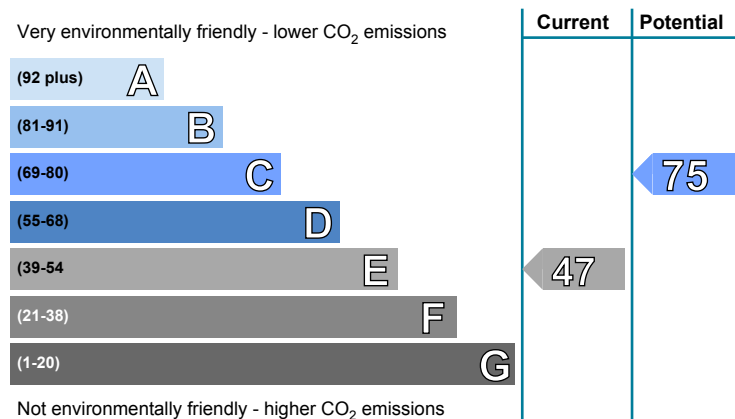 Very environmentally friendly - lower CO₂ emissions
Current
Potential
(92 plus) A
(81-91) B
(69-80) C
75
(55-68) D
(39-54 E
47
(21-38) F
(1-20) G
Not environmentally friendly - higher CO₂ emissions